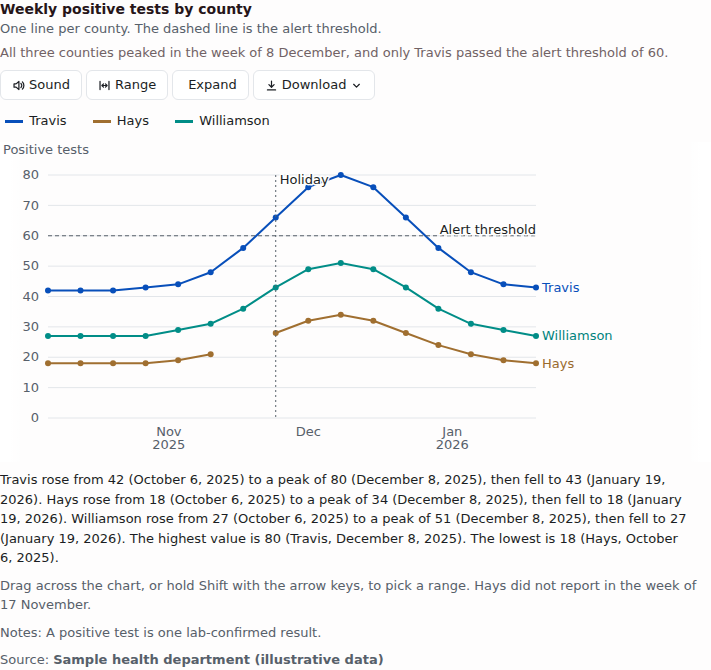 Weekly positive tests by county
One line per county. The dashed line is the alert threshold.
All three counties peaked in the week of 8 December, and only Travis passed the alert threshold of 60.
Sound Range Expand Download
Travis Hays Williamson
Positive tests
80
70
60
50
40
30
20
10
0
Holiday
Alert threshold
Travis
Williamson
Hays
Nov Dec Jan
2025 2026
Travis rose from 42 (October 6, 2025) to a peak of 80 (December 8, 2025), then fell to 43 (January 19,
2026). Hays rose from 18 (October 6, 2025) to a peak of 34 (December 8, 2025), then fell to 18 (January
19, 2026). Williamson rose from 27 (October 6, 2025) to a peak of 51 (December 8, 2025), then fell to 27
(January 19, 2026). The highest value is 80 (Travis, December 8, 2025). The lowest is 18 (Hays, October
6, 2025).
Drag across the chart, or hold Shift with the arrow keys, to pick a range. Hays did not report in the week of
17 November.
Notes: A positive test is one lab-confirmed result.
Source: Sample health department (illustrative data)